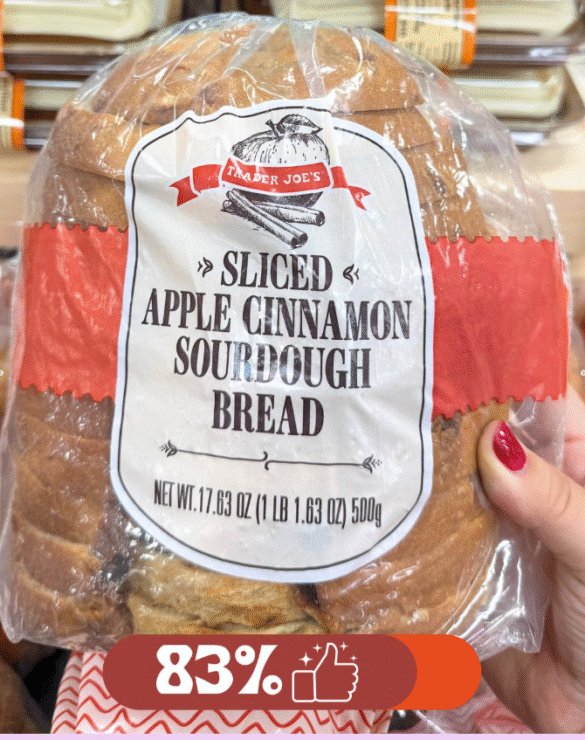 TRADER JOE'S
SLICED
APPLE CINNAMON
SOURDOUGH
BREAD
NET WT.17.63 OZ (1 LB 1.63 OZ) 500g
83%